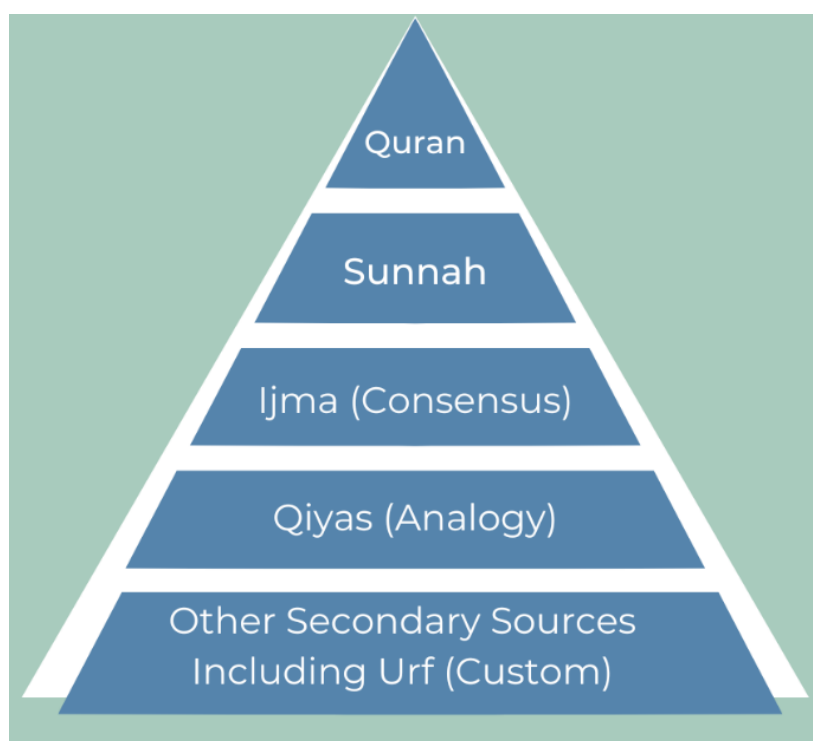 Quran
Sunnah
Ijma (Consensus)
Qiyas (Analogy)
Other Secondary Sources
Including Urf (Custom)